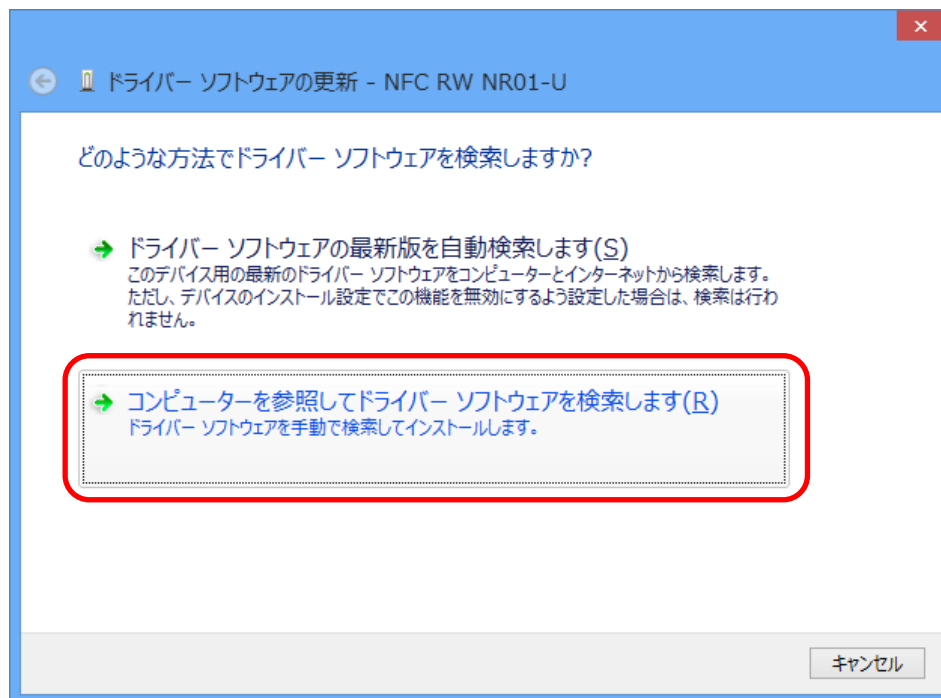 ドライバー ソフトウェアの更新 - NFC RW NR01-U
どのような方法でドライバー ソフトウェアを検索しますか?
ドライバー ソフトウェアの最新版を自動検索します(S)
このデバイス用の最新のドライバー ソフトウェアをコンピューターとインターネットから検索します。
ただし、デバイスのインストール設定でこの機能を無効にするよう設定した場合は、検索は行わ
れません。
コンピューターを参照してドライバー ソフトウェアを検索します(R)
ドライバー ソフトウェアを手動で検索してインストールします。
キャンセル